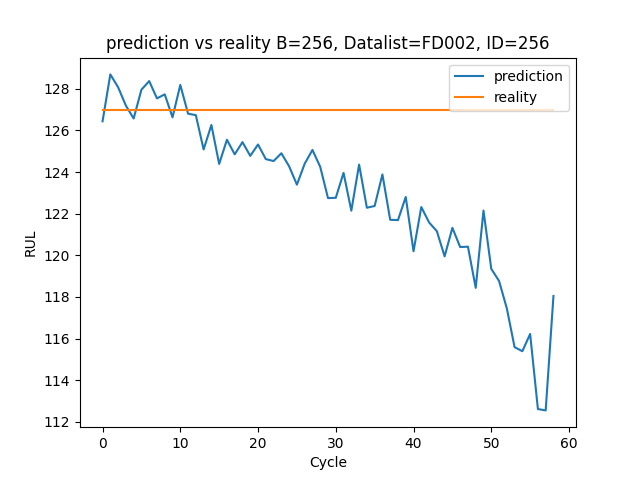 prediction vs reality B=256, Datalist=FD002, ID=256
prediction
reality
128
126
124
122
120
118
116
114
112
RUL
0 10 20 30 40 50 60
Cycle